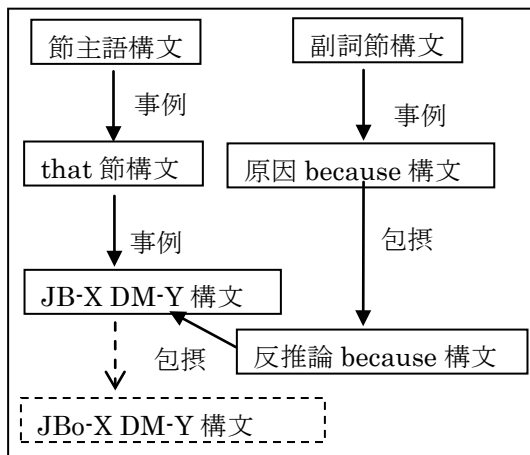 節主語構文
副詞節構文
事例
事例
that 節構文
原因 because 構文
事例
包摂
JB-X DM-Y 構文
包摂
反推論 because 構文
JBo-X DM-Y 構文